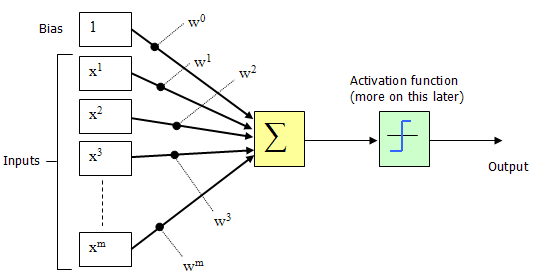 Bias
1
w⁰
x¹
w¹
x²
w²
x³
Inputs
w³
xᵐ
wᵐ
∑
Activation function
(more on this later)
Output